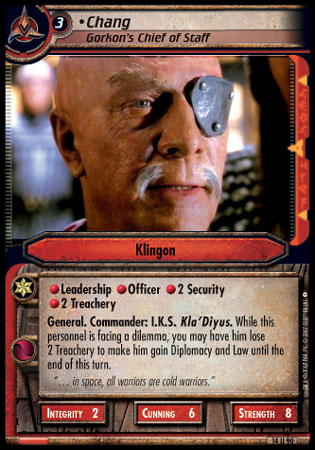 3
•Chang
Gorkon's Chief of Staff
Klingon
Leadership Officer 2 Security
2 Treachery
General. Commander: I.K.S. Kla'Diyus. While this
personnel is facing a dilemma, you may have him lose
2 Treachery to make him gain Diplomacy and Law until the
end of this turn.
"... in space, all warriors are cold warriors."
Integrity 2
Cunning 6
Strength 8